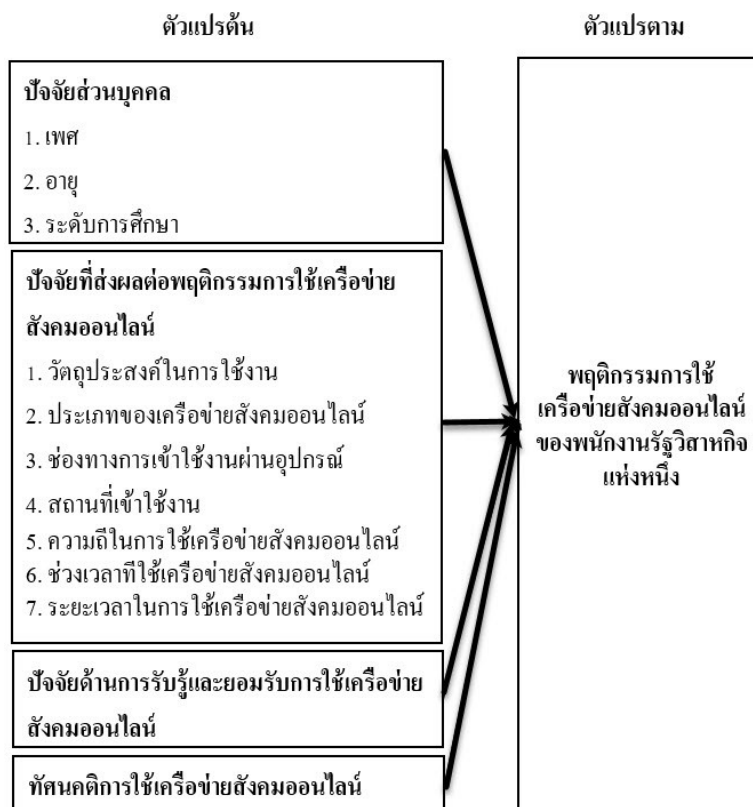 ตัวแปรต้น
ตัวแปรตาม
ปัจจัยส่วนบุคคล
1. เพศ
2. อายุ
3. ระดับการศึกษา
ปัจจัยที่ส่งผลต่อพฤติกรรมการใช้เครือข่าย
สังคมออนไลน์
1. วัตถุประสงค์ในการใช้งาน
2. ประเภทของเครือข่ายสังคมออนไลน์
3. ช่องทางการเข้าใช้งานผ่านอุปกรณ์
4. สถานที่เข้าใช้งาน
5. ความถี่ในการใช้เครือข่ายสังคมออนไลน์
6. ช่วงเวลาที่ใช้เครือข่ายสังคมออนไลน์
7. ระยะเวลาในการใช้เครือข่ายสังคมออนไลน์
ปัจจัยด้านการรับรู้และยอมรับการใช้เครือข่าย
สังคมออนไลน์
ทัศนคติการใช้เครือข่ายสังคมออนไลน์
พฤติกรรมการใช้
เครือข่ายสังคมออนไลน์
ของพนักงานรัฐวิสาหกิจ
แห่งหนึ่ง